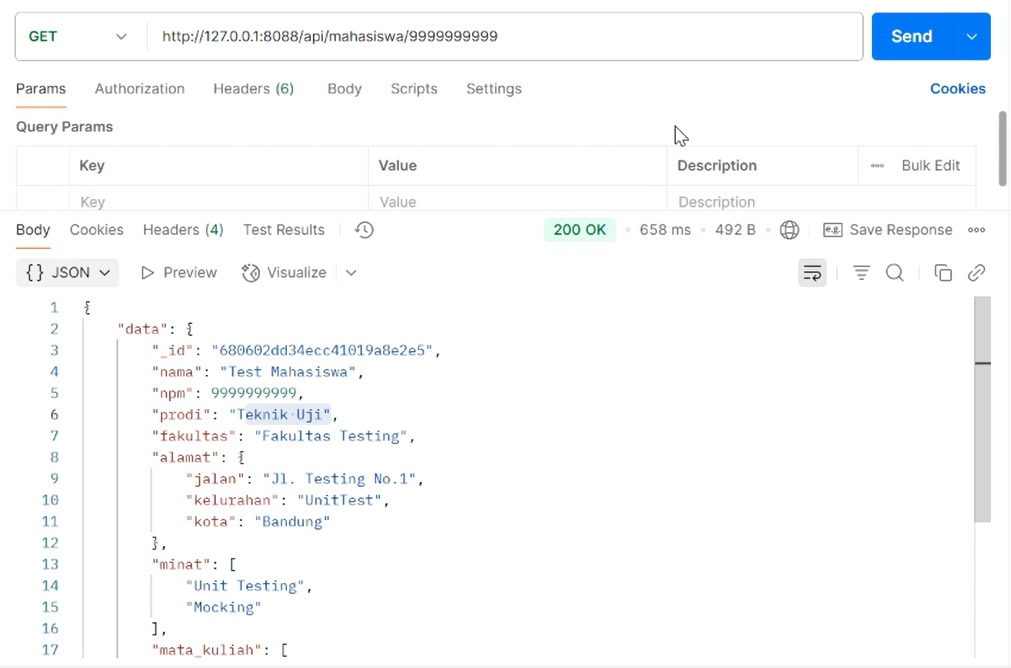 GET http://127.0.0.1:8088/api/mahasiswa/9999999999 Send
Params Authorization Headers (6) Body Scripts Settings Cookies
Query Params
Key Value Description Bulk Edit
Key Value Description
Body Cookies Headers (4) Test Results 200 OK 658 ms 492 B e.g. Save Response
{} JSON Preview Visualize
1 {
2 "data": {
3 "_id": "680602dd34ecc41019a8e2e5",
4 "nama": "Test Mahasiswa",
5 "npm": 9999999999,
6 "prodi": "Teknik Uji",
7 "fakultas": "Fakultas Testing",
8 "alamat": {
9 "jalan": "Jl. Testing No.1",
10 "kelurahan": "UnitTest",
11 "kota": "Bandung"
12 },
13 "minat": [
14 "Unit Testing",
15 "Mocking"
16 ],
17 "mata_kuliah": [